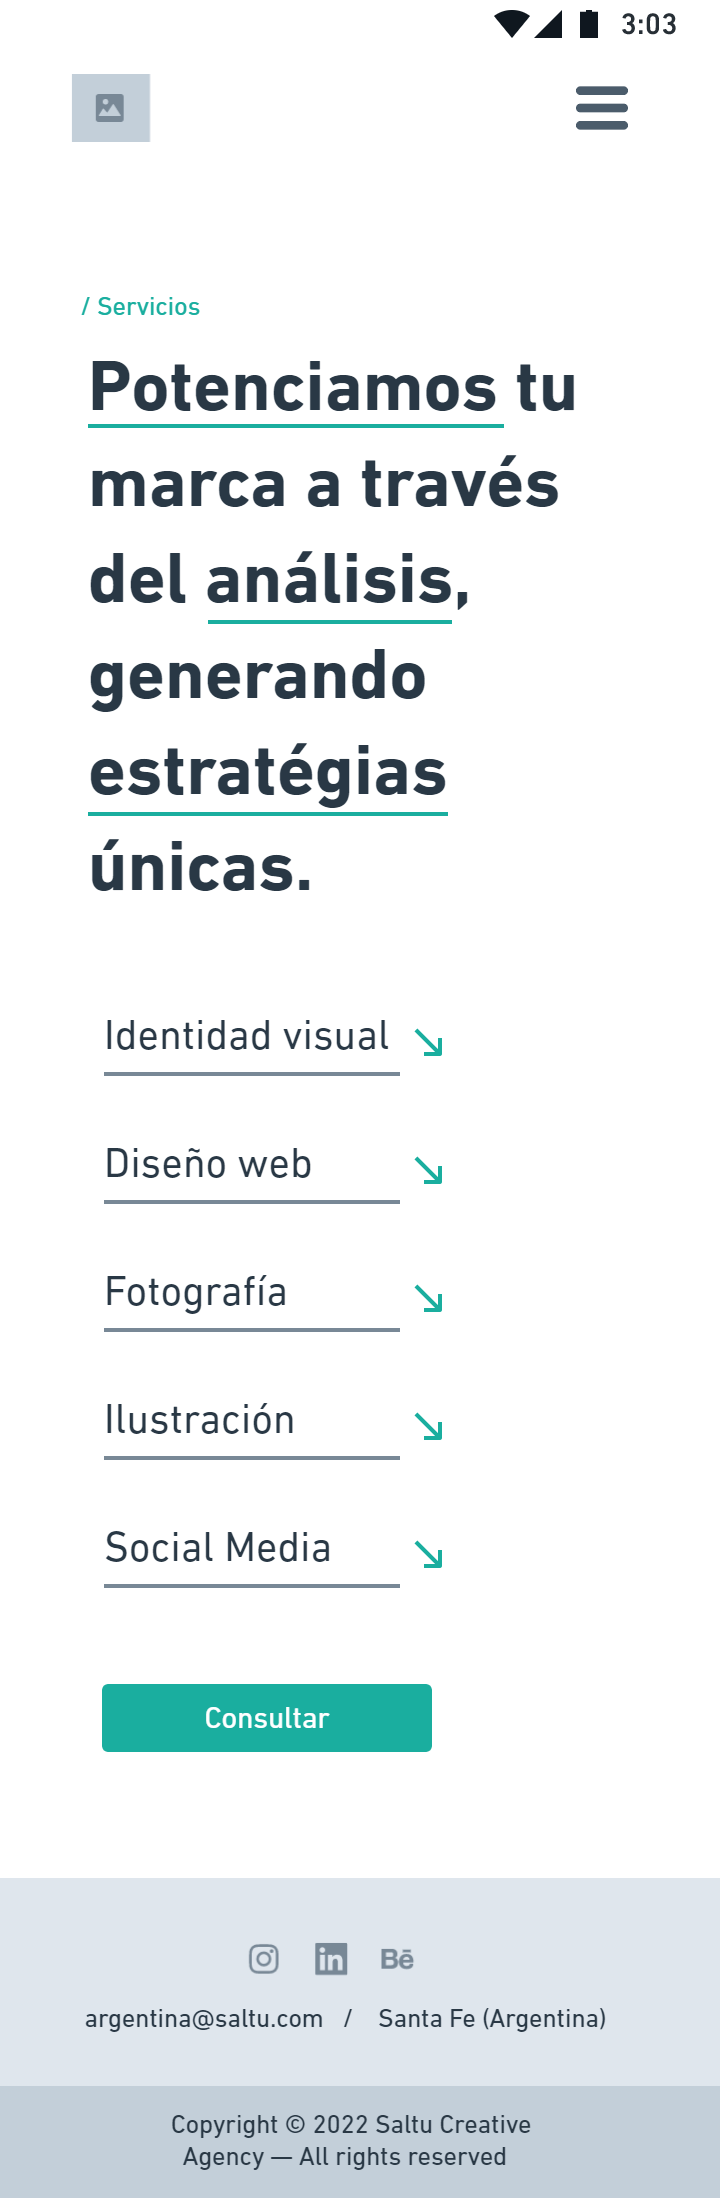 3:03
/ Servicios
Potenciamos tu
marca a través
del análisis,
generando
estratégias
únicas.
Identidad visual
Diseño web
Fotografía
Ilustración
Social Media
Consultar
in Bē
argentina@saltu.com / Santa Fe (Argentina)
Copyright © 2022 Saltu Creative
Agency — All rights reserved